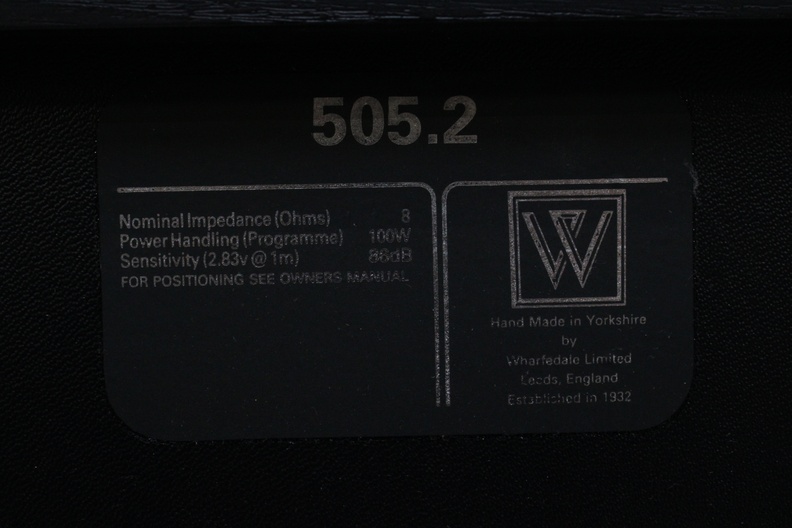 505.2
Nominal Impedance (Ohms) 8
Power Handling (Programme) 100W
Sensitivity (2.83v @ 1m) 86dB
FOR POSITIONING SEE OWNERS MANUAL
W
Hand Made in Yorkshire
by
Wharfedale Limited
Leeds, England
Established in 1932